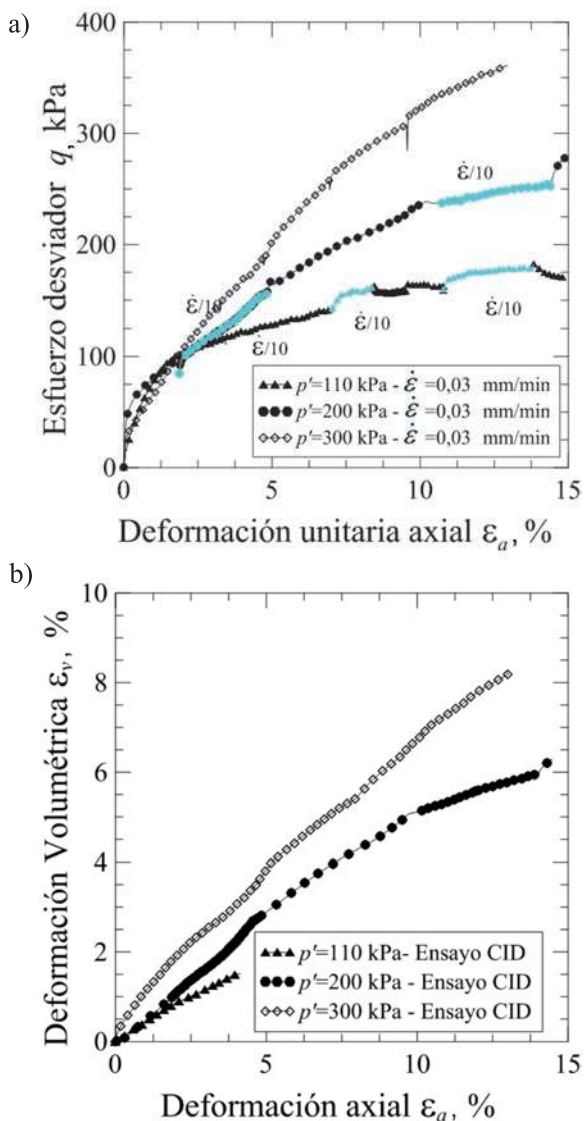 a)
400
300
200
100
0
Esfuerzo desviador q, kPa
ε̇/10
ε̇/10
ε̇/10
ε̇/10
ε̇/10
p'=110 kPa - ε̇ =0,03 mm/min
p'=200 kPa - ε̇ =0,03 mm/min
p'=300 kPa - ε̇ =0,03 mm/min
0 5 10 15
Deformación unitaria axial εa, %
b)
10
8
6
4
2
0
Deformación Volumétrica εv, %
p'=110 kPa- Ensayo CID
p'=200 kPa - Ensayo CID
p'=300 kPa - Ensayo CID
0 5 10 15
Deformación axial εa, %